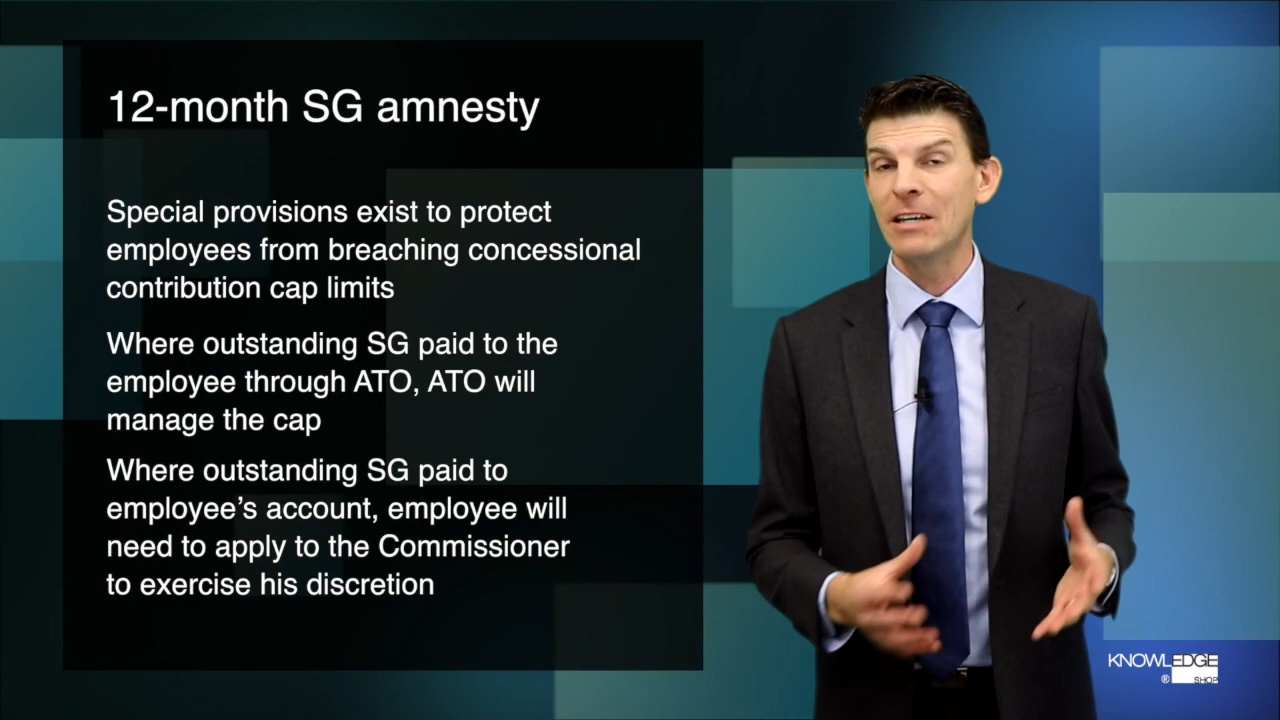 12-month SG amnesty
Special provisions exist to protect
employees from breaching concessional
contribution cap limits
Where outstanding SG paid to the
employee through ATO, ATO will
manage the cap
Where outstanding SG paid to
employee's account, employee will
need to apply to the Commissioner
to exercise his discretion
KNOWLEDGE
® SHOP